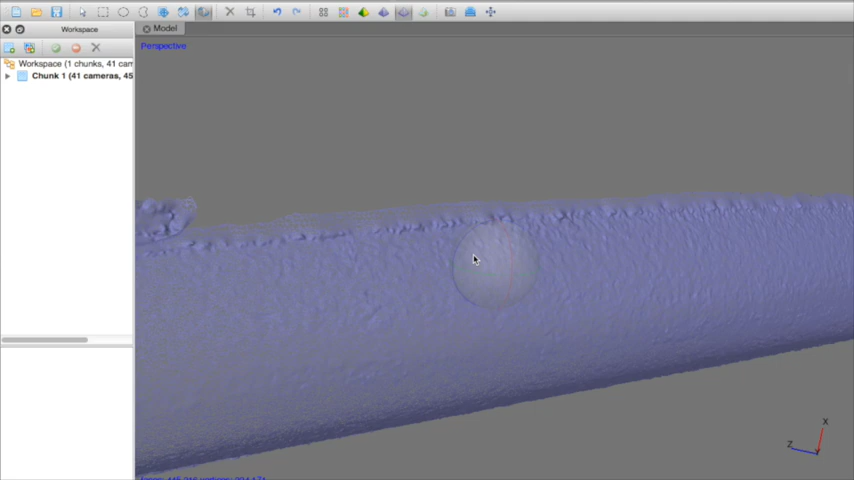 Workspace
Model
Workspace (1 chunks, 41 cam
Chunk 1 (41 cameras, 45
Perspective
X
Z